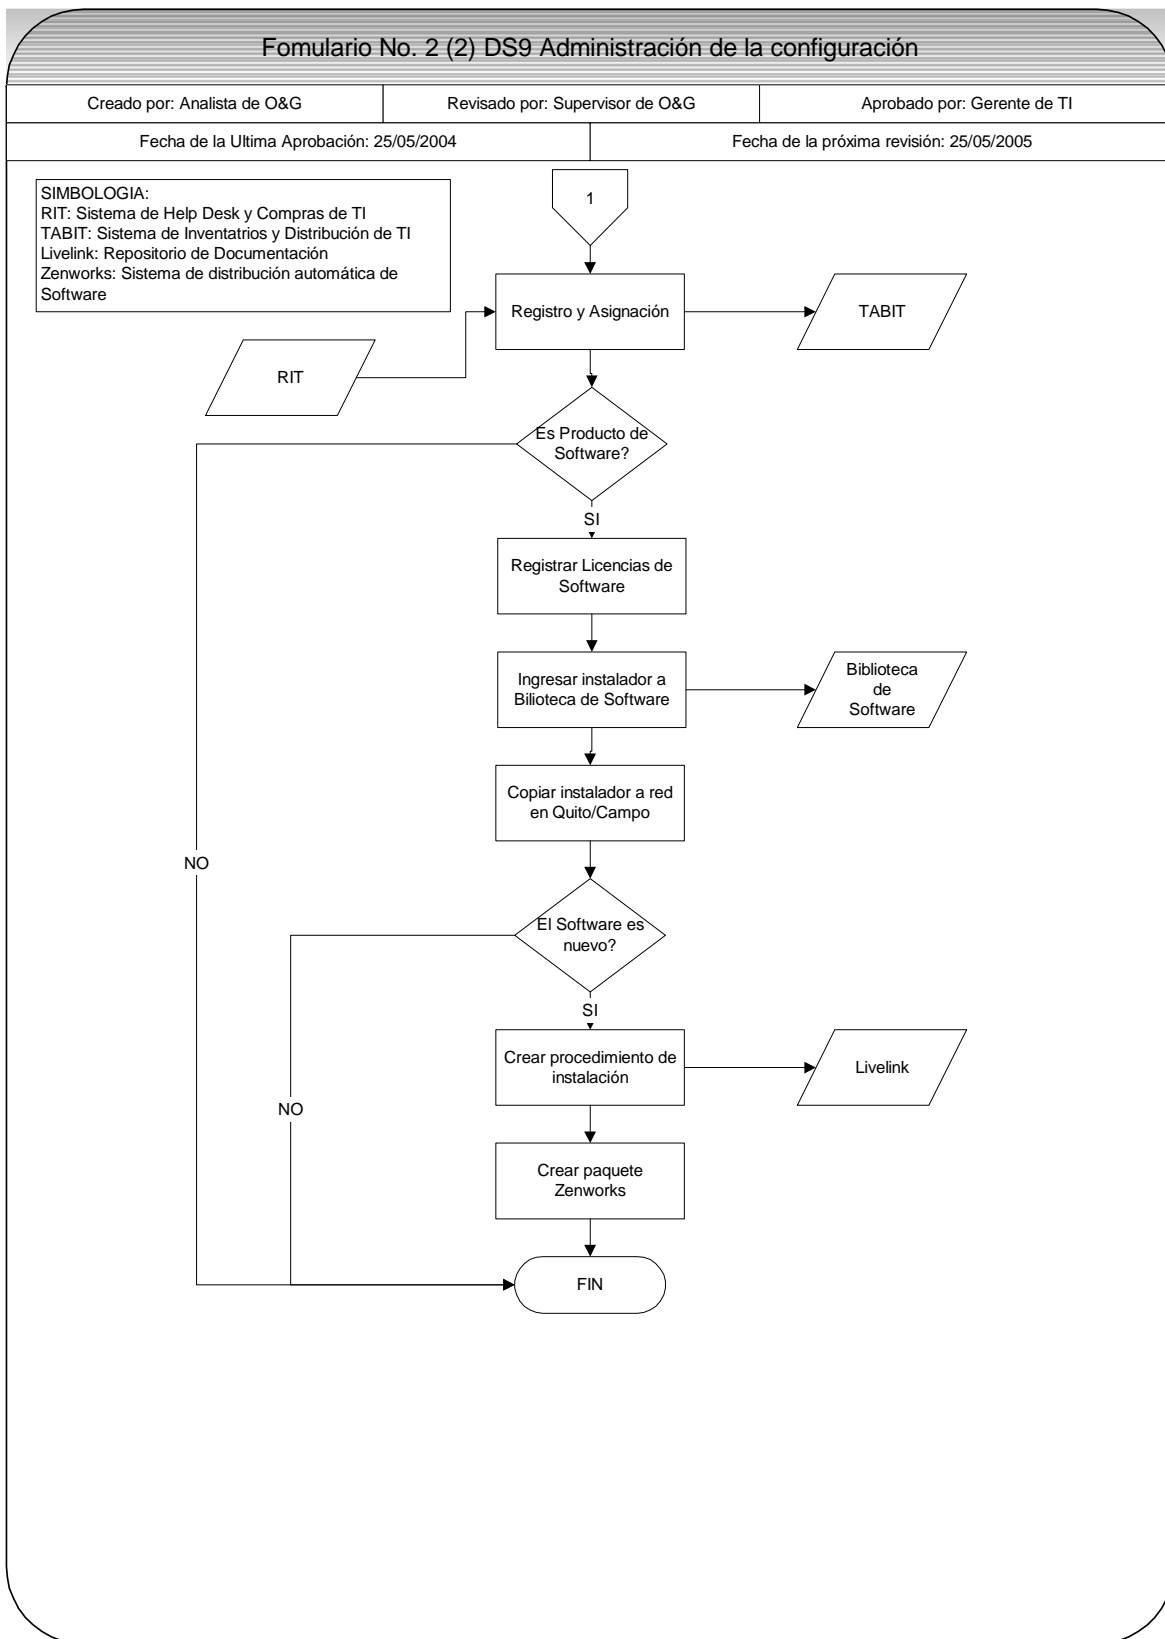 Fomulario No. 2 (2) DS9 Administración de la configuración
Creado por: Analista de O&G
Revisado por: Supervisor de O&G
Aprobado por: Gerente de TI
Fecha de la Ultima Aprobación: 25/05/2004
Fecha de la próxima revisión: 25/05/2005
SIMBOLOGIA:
RIT: Sistema de Help Desk y Compras de TI
TABIT: Sistema de Inventatrios y Distribución de TI
Livelink: Repositorio de Documentación
Zenworks: Sistema de distribución automática de
Software
1
Registro y Asignación
TABIT
RIT
Es Producto de
Software?
SI
Registrar Licencias de
Software
Ingresar instalador a
Bilioteca de Software
Biblioteca
de
Software
Copiar instalador a red
en Quito/Campo
NO
El Software es
nuevo?
SI
Crear procedimiento de
instalación
Livelink
NO
Crear paquete
Zenworks
FIN